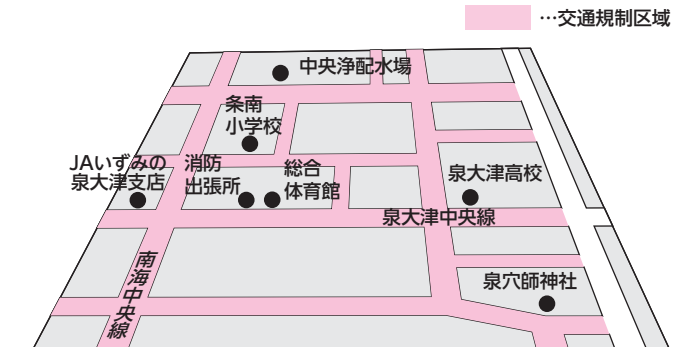 …交通規制区域
中央浄配水場
条南
小学校
JAいずみの
泉大津支店
消防
出張所
総合
体育館
泉大津高校
泉大津中央線
南海中央線
泉穴師神社